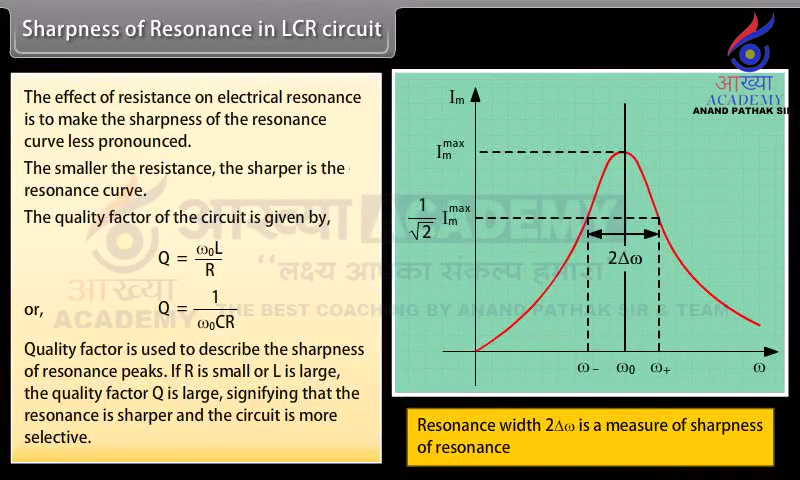 Sharpness of Resonance in LCR circuit
The effect of resistance on electrical resonance
is to make the sharpness of the resonance
curve less pronounced.
The smaller the resistance, the sharper is the
resonance curve.
The quality factor of the circuit is given by,
Q = ω₀L / R
or, Q = 1 / ω₀CR
Quality factor is used to describe the sharpness
of resonance peaks. If R is small or L is large,
the quality factor Q is large, signifying that the
resonance is sharper and the circuit is more
selective.
आख्या
ACADEMY
ANAND PATHAK SIR
Iₘ
Iₘ^max
1/√2 Iₘ^max
2Δω
ω₋ ω₀ ω₊ ω
Resonance width 2Δω is a measure of sharpness
of resonance
आख्या ACADEMY
“लक्ष्य आपका संकल्प हमारा
आख्या
ACADEMY
THE BEST COACHING BY ANAND PATHAK SIR & TEAM